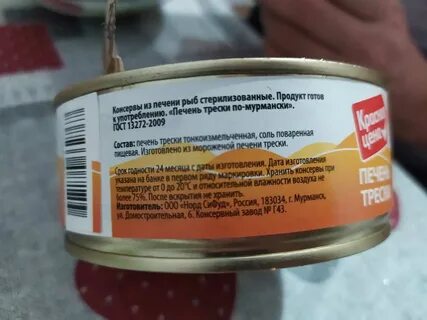 Консервы из печени рыб стерилизованные. Продукт готов
к употреблению. «Печень трески по-мурмански».
ГОСТ 13272-2009
Состав: печень трески тонкоизмельченная, соль поваренная
пищевая. Изготовлено из мороженой печени трески.
Срок годности 24 месяца с даты изготовления. Дата изготовления
указана на банке в первом ряду маркировки. Хранить консервы при
температуре от 0 до 20°С и относительной влажности воздуха не
более 75%. После вскрытия не хранить.
Изготовитель: ООО «Норд СиФуд», Россия, 183034, г. Мурманск,
ул. Домостроительная, 6. Консервный завод № Г43.
Красная
цена
ПЕЧЕНЬ
ТРЕСКИ